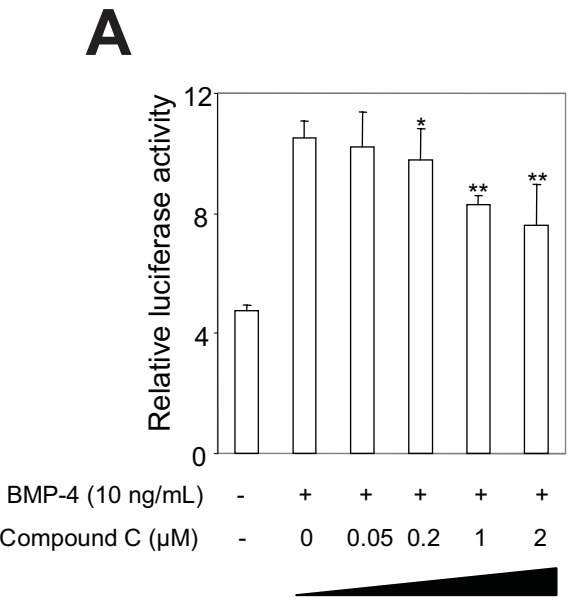 A
Relative luciferase activity
12
8
4
0
*
**
**
BMP-4 (10 ng/mL) - + + + + +
Compound C (µM) - 0 0.05 0.2 1 2